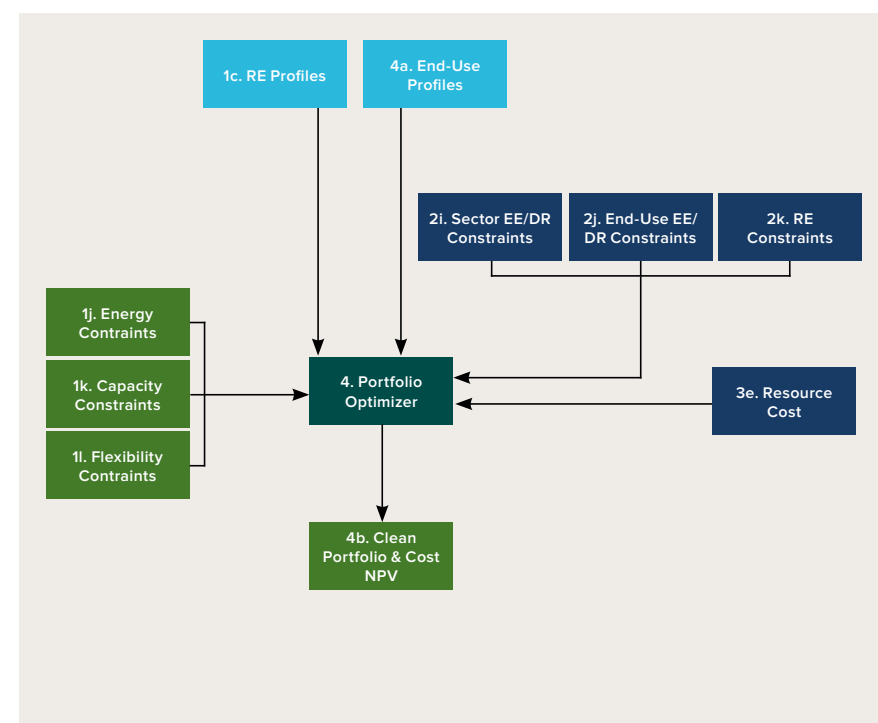 1c. RE Profiles
4a. End-Use
Profiles
2i. Sector EE/DR
Constraints
2j. End-Use EE/
DR Constraints
2k. RE
Constraints
1j. Energy
Contraints
1k. Capacity
Constraints
1l. Flexibility
Contraints
4. Portfolio
Optimizer
3e. Resource
Cost
4b. Clean
Portfolio & Cost
NPV